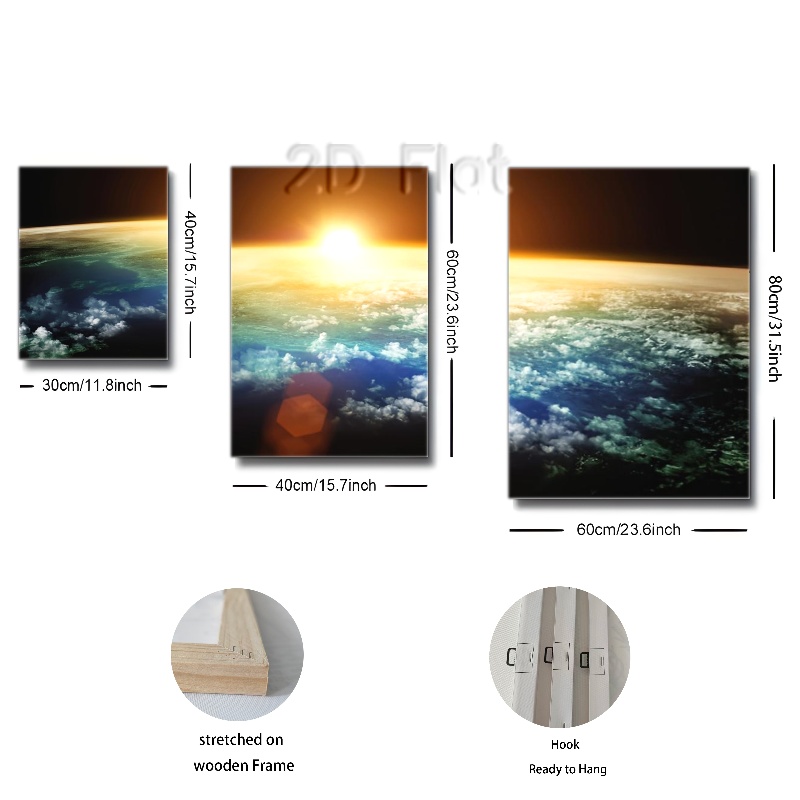 2D Flat
40cm/15.7inch
30cm/11.8inch
60cm/23.6inch
40cm/15.7inch
80cm/31.5inch
60cm/23.6inch
stretched on
wooden Frame
Hook
Ready to Hang